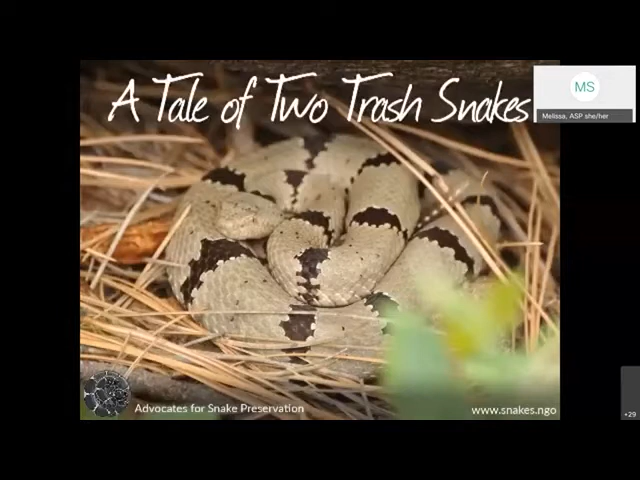 A Tale of Two Trash Snakes
MS
Melissa, ASP she/her
Advocates for Snake Preservation
www.snakes.ngo
+29